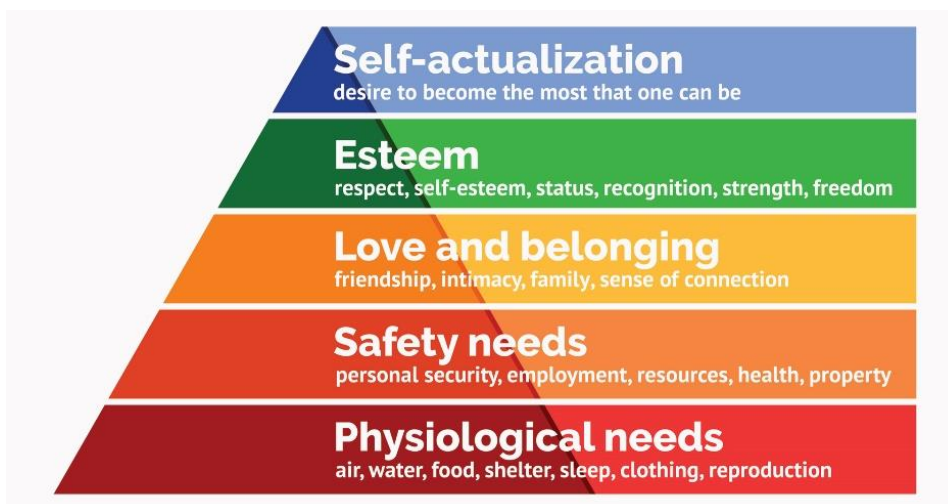 Self-actualization
desire to become the most that one can be
Esteem
respect, self-esteem, status, recognition, strength, freedom
Love and belonging
friendship, intimacy, family, sense of connection
Safety needs
personal security, employment, resources, health, property
Physiological needs
air, water, food, shelter, sleep, clothing, reproduction